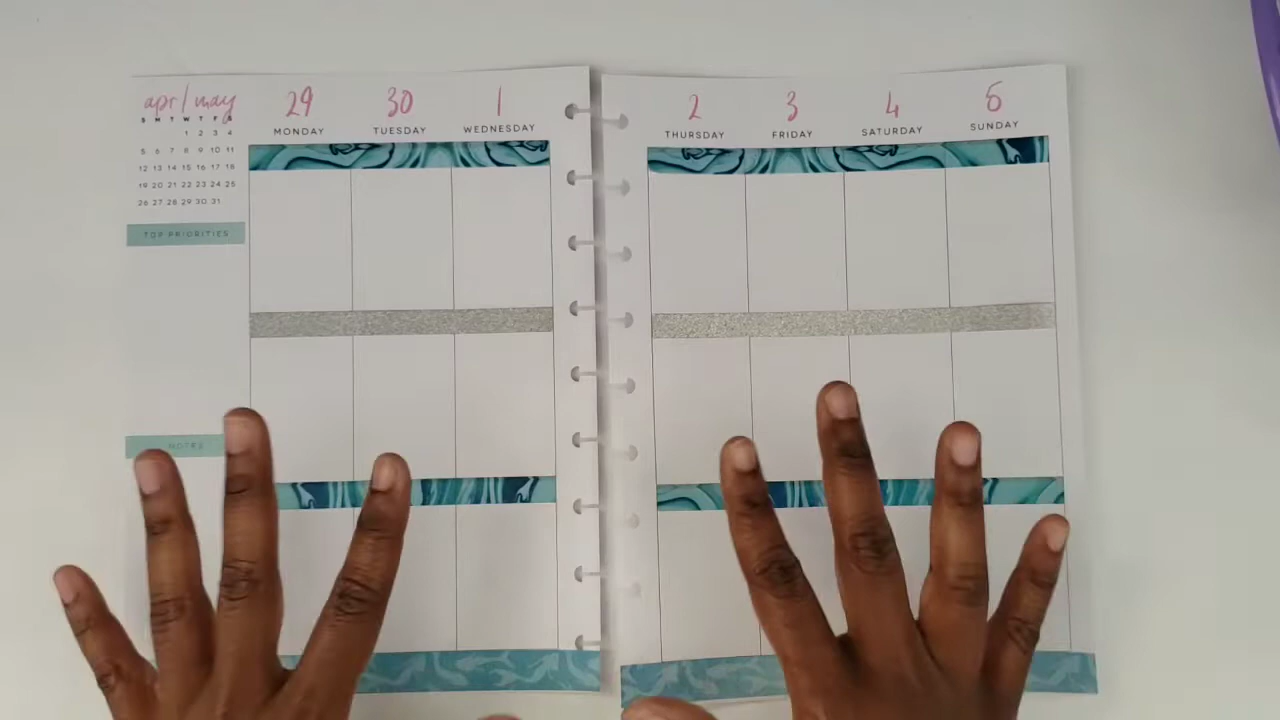 apr / may
S M T W T F S
1 2 3 4
5 6 7 8 9 10 11
12 13 14 15 16 17 18
19 20 21 22 23 24 25
26 27 28 29 30 31
TOP PRIORITIES
NOTES
29
MONDAY
30
TUESDAY
1
WEDNESDAY
2
THURSDAY
3
FRIDAY
4
SATURDAY
5
SUNDAY